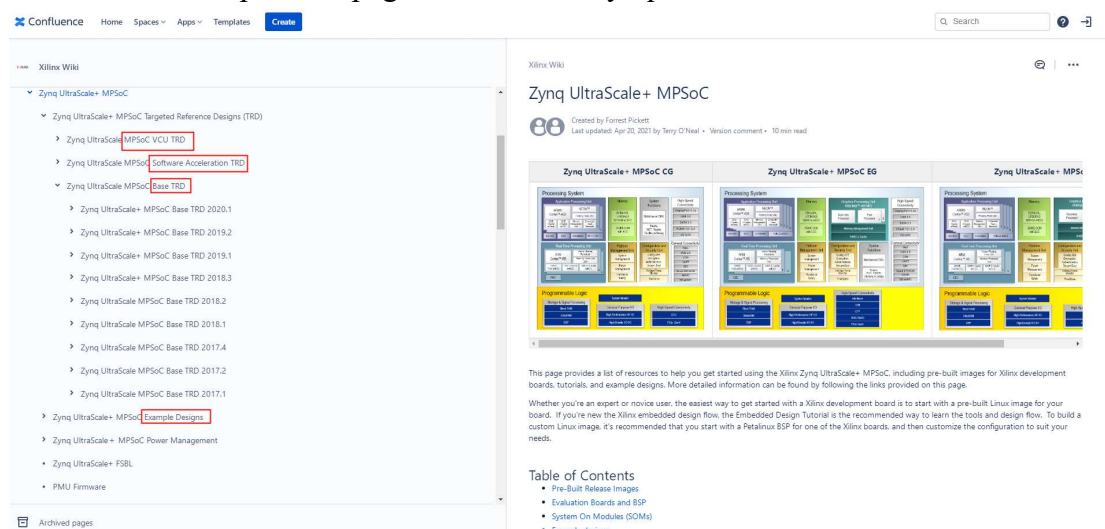 Confluence Home Spaces Apps Templates Create Search
Xilinx Wiki
Zynq UltraScale+ MPSoC
Zynq UltraScale+ MPSoC Targeted Reference Designs (TRD)
Zynq UltraScale MPSoC VCU TRD
Zynq UltraScale MPSoC Software Acceleration TRD
Zynq UltraScale MPSoC Base TRD
Zynq UltraScale+ MPSoC Base TRD 2020.1
Zynq UltraScale+ MPSoC Base TRD 2019.2
Zynq UltraScale+ MPSoC Base TRD 2019.1
Zynq UltraScale+ MPSoC Base TRD 2018.3
Zynq UltraScale MPSoC Base TRD 2018.2
Zynq UltraScale MPSoC Base TRD 2018.1
Zynq UltraScale MPSoC Base TRD 2017.4
Zynq UltraScale MPSoC Base TRD 2017.2
Zynq UltraScale MPSoC Base TRD 2017.1
Zynq UltraScale+ MPSoC Example Designs
Zynq UltraScale+ MPSoC Power Management
Zynq UltraScale+ FSBL
PMU Firmware
Archived pages
Xilinx Wiki
Zynq UltraScale+ MPSoC
Created by Forrest Pickett
Last updated: Apr 20, 2021 by Terry O'Neal • Version comment • 10 min read
Zynq UltraScale+ MPSoC CG Zynq UltraScale+ MPSoC EG Zynq UltraScale+ MPSo
Processing System Processing System Processing System
Programmable Logic Programmable Logic Programmable Logic
This page provides a list of resources to help you get started using the Xilinx Zynq UltraScale+ MPSoC, including pre-built images for Xilinx development
boards, tutorials, and example designs. More detailed information can be found by following the links provided on this page.
Whether you're an expert or novice user, the easiest way to get started with a Xilinx development board is to start with a pre-built Linux image for your
board. If you're new the Xilinx embedded design flow, the Embedded Design Tutorial is the recommended way to learn the tools and design flow. To build a
custom Linux image, it's recommended that you start with a Petalinux BSP for one of the Xilinx boards, and then customize the configuration to suit your
needs.
Table of Contents
Pre-Built Release Images
Evaluation Boards and BSP
System On Modules (SOMs)